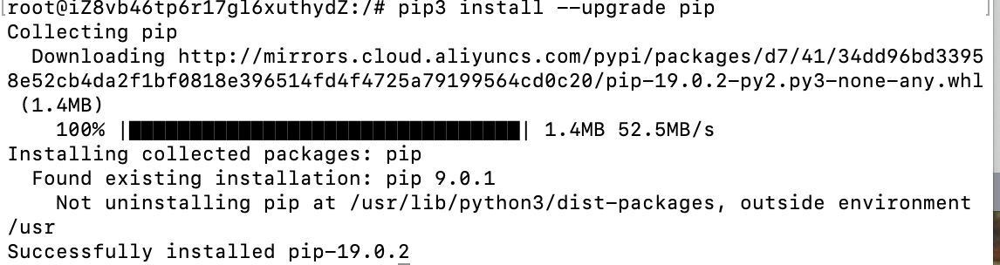 [root@iZ8vb46tp6r17gl6xuthydZ:/# pip3 install --upgrade pip ]
Collecting pip
  Downloading http://mirrors.cloud.aliyuncs.com/pypi/packages/d7/41/34dd96bd3395
8e52cb4da2f1bf0818e396514fd4f4725a79199564cd0c20/pip-19.0.2-py2.py3-none-any.whl
 (1.4MB)
    100% |████████████████████████████████| 1.4MB 52.5MB/s
Installing collected packages: pip
  Found existing installation: pip 9.0.1
    Not uninstalling pip at /usr/lib/python3/dist-packages, outside environment
/usr
Successfully installed pip-19.0.2